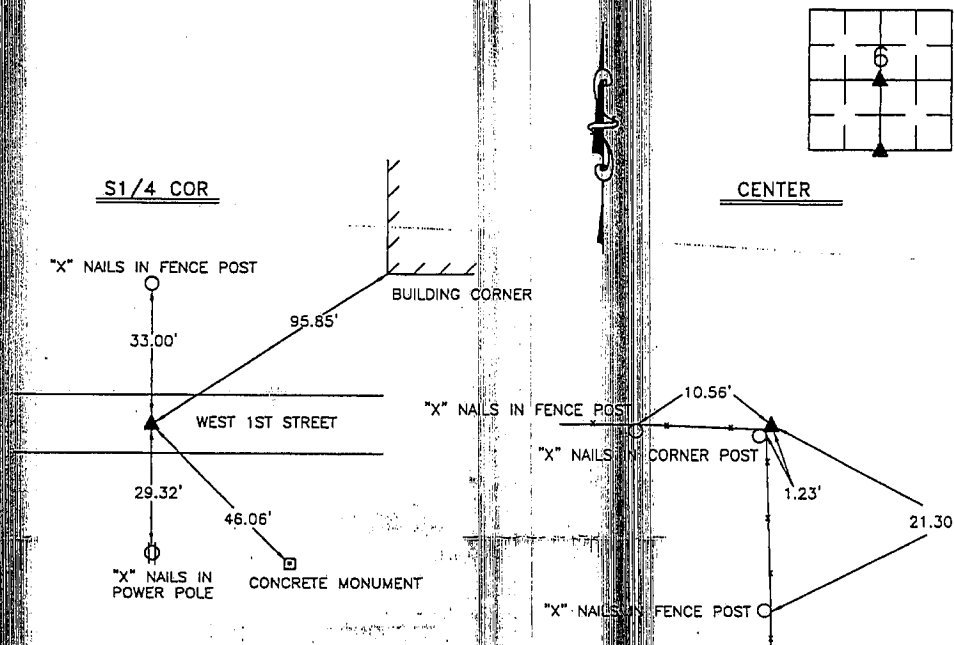 6
S1/4 COR
CENTER
"X" NAILS IN FENCE POST
BUILDING CORNER
95.85'
33.00'
WEST 1ST STREET
29.32'
46.06'
"X" NAILS IN
POWER POLE
CONCRETE MONUMENT
10.56'
"X" NAILS IN FENCE POST
"X" NAILS IN CORNER POST
1.23'
21.30
"X" NAILS IN FENCE POST